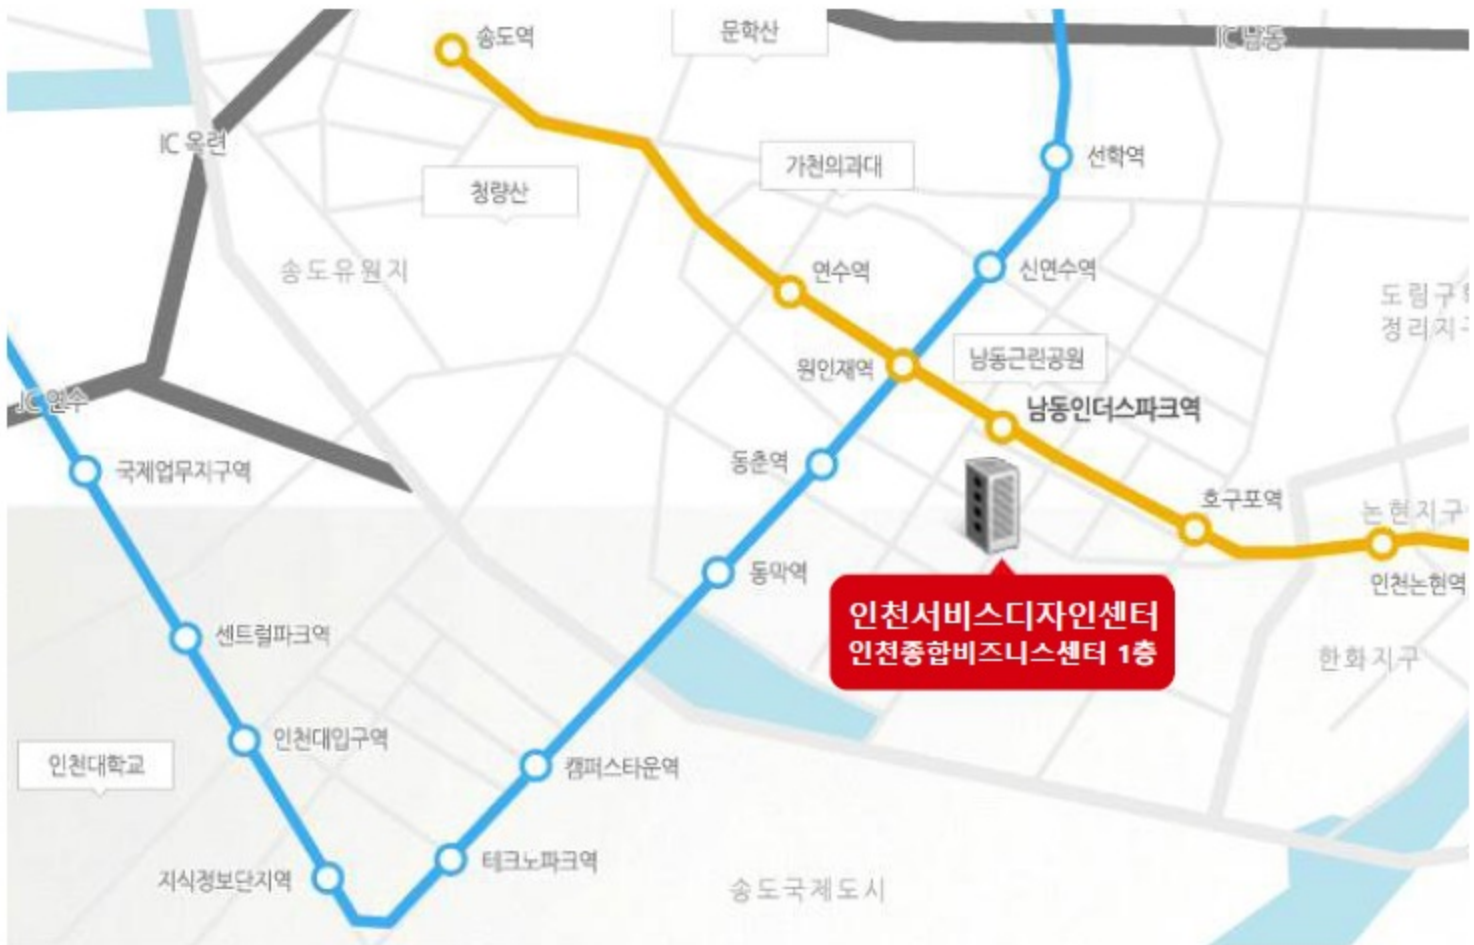 송도역
문학산
IC 남동
IC 옥련
선학역
가천의과대
청량산
송도유원지
연수역
신연수역
도림구
정리지구
원인재역
남동근린공원
JC 연수
남동인더스파크역
동춘역
국제업무지구역
호구포역
논현지구
동막역
인천논현역
인천서비스디자인센터
인천종합비즈니스센터 1층
센트럴파크역
한화지구
인천대입구역
인천대학교
캠퍼스타운역
테크노파크역
지식정보단지역
송도국제도시